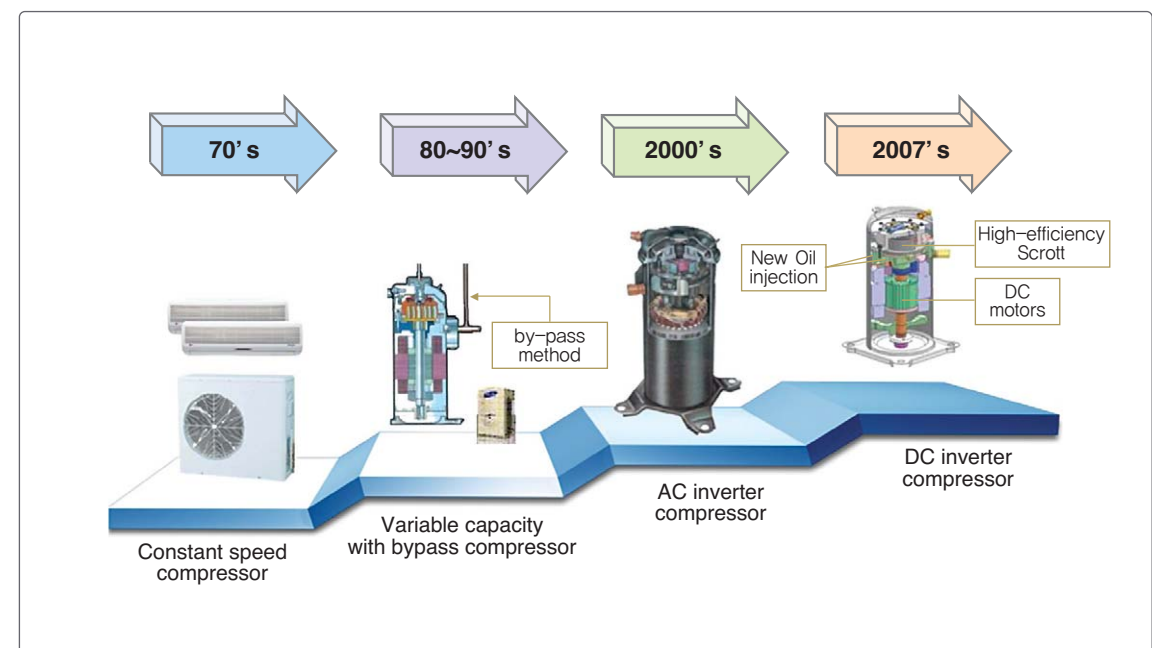 70’s
80~90’s
2000’s
2007’s
by-pass
method
New Oil
injection
High-efficiency
Scrott
DC
motors
Constant speed
compressor
Variable capacity
with bypass compressor
AC inverter
compressor
DC inverter
compressor